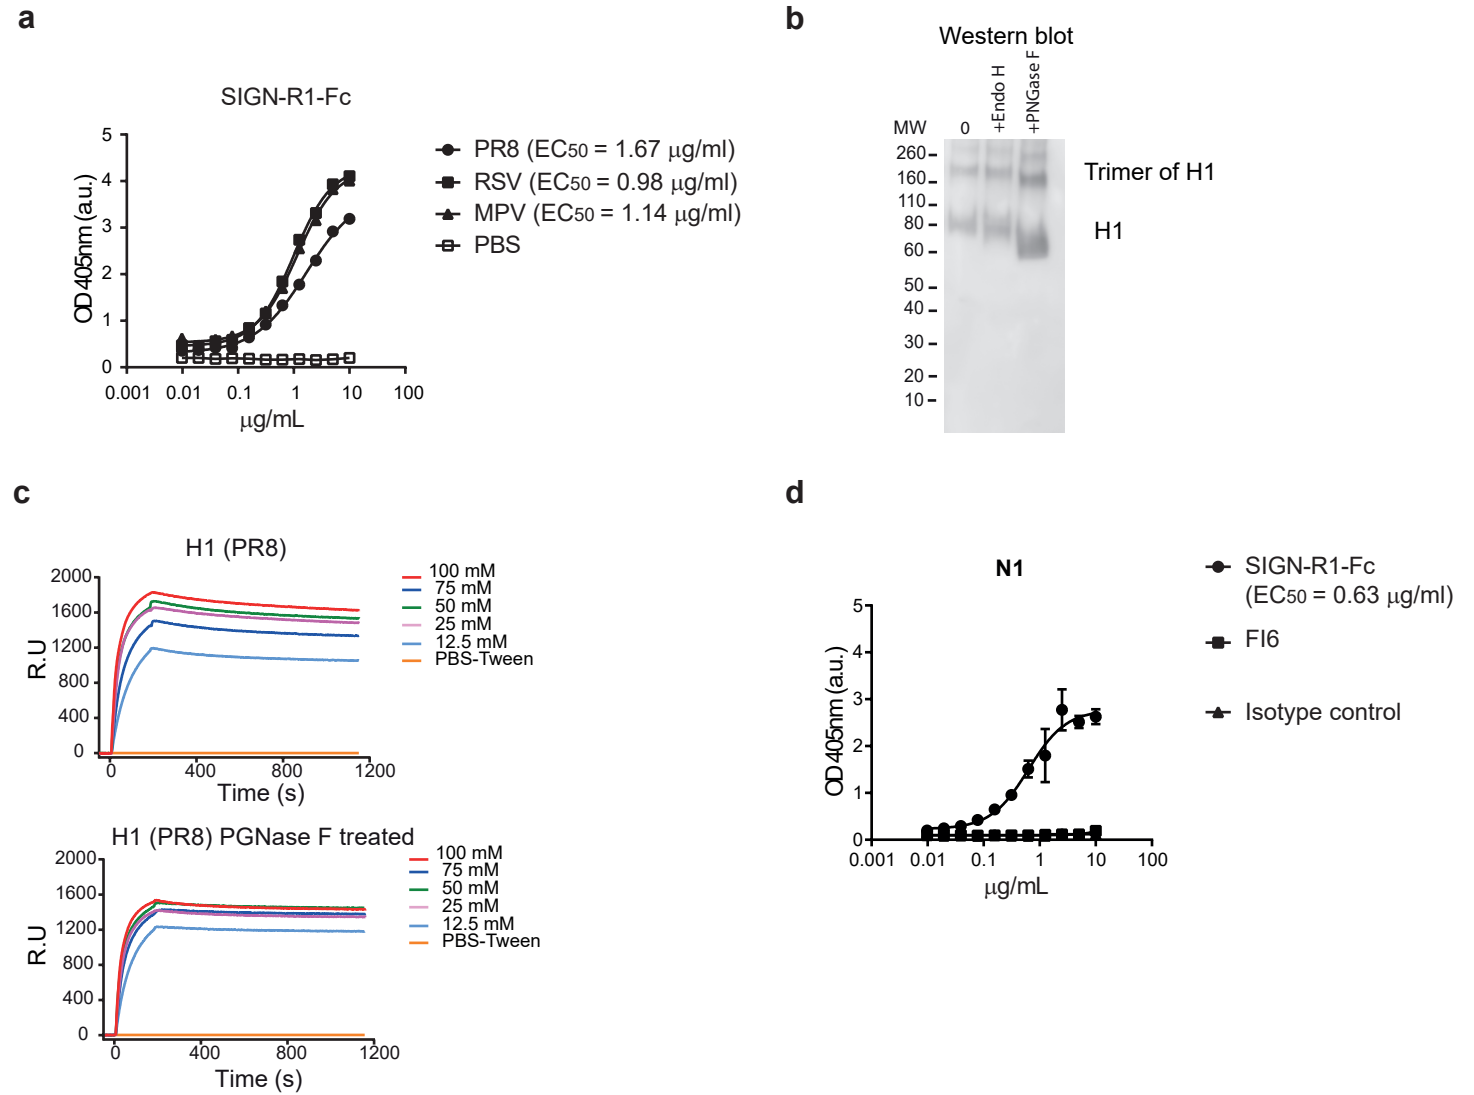 a
SIGN-R1-Fc
5
4
3
2
1
0
OD405nm (a.u.)
0.001 0.01 0.1 1 10 100
µg/mL
PR8 (EC50 = 1.67 µg/ml)
RSV (EC50 = 0.98 µg/ml)
MPV (EC50 = 1.14 µg/ml)
PBS
b
Western blot
MW 0 +Endo H +PNGase F
260
160
110
80
60
50
40
30
20
10
Trimer of H1
H1
c
H1 (PR8)
2000
1600
1200
800
400
0
R.U
0 400 800 1200
Time (s)
100 mM
75 mM
50 mM
25 mM
12.5 mM
PBS-Tween
H1 (PR8) PGNase F treated
2000
1600
1200
800
400
0
R.U
0 400 800 1200
Time (s)
100 mM
75 mM
50 mM
25 mM
12.5 mM
PBS-Tween
d
N1
5
4
3
2
1
0
OD405nm (a.u.)
0.001 0.01 0.1 1 10 100
µg/mL
SIGN-R1-Fc
(EC50 = 0.63 µg/ml)
FI6
Isotype control